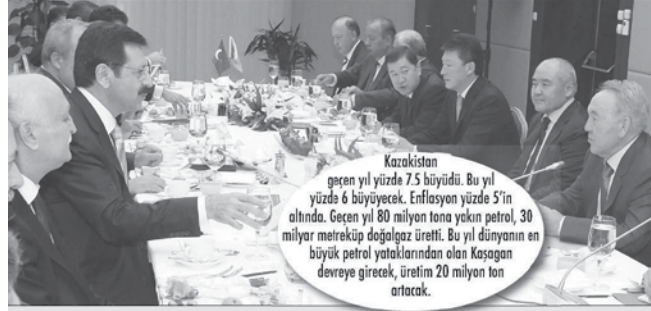 Kazakistan
geçen yıl yüzde 7.5 büyüdü. Bu yıl
yüzde 6 büyüyecek. Enflasyon yüzde 5'in
altında. Geçen yıl 80 milyon tona yakın petrol, 30
milyar metreküp doğalgaz üretti. Bu yıl dünyanın en
büyük petrol yataklarından olan Kaşagan
devreye girecek, üretim 20 milyon ton
artacak.